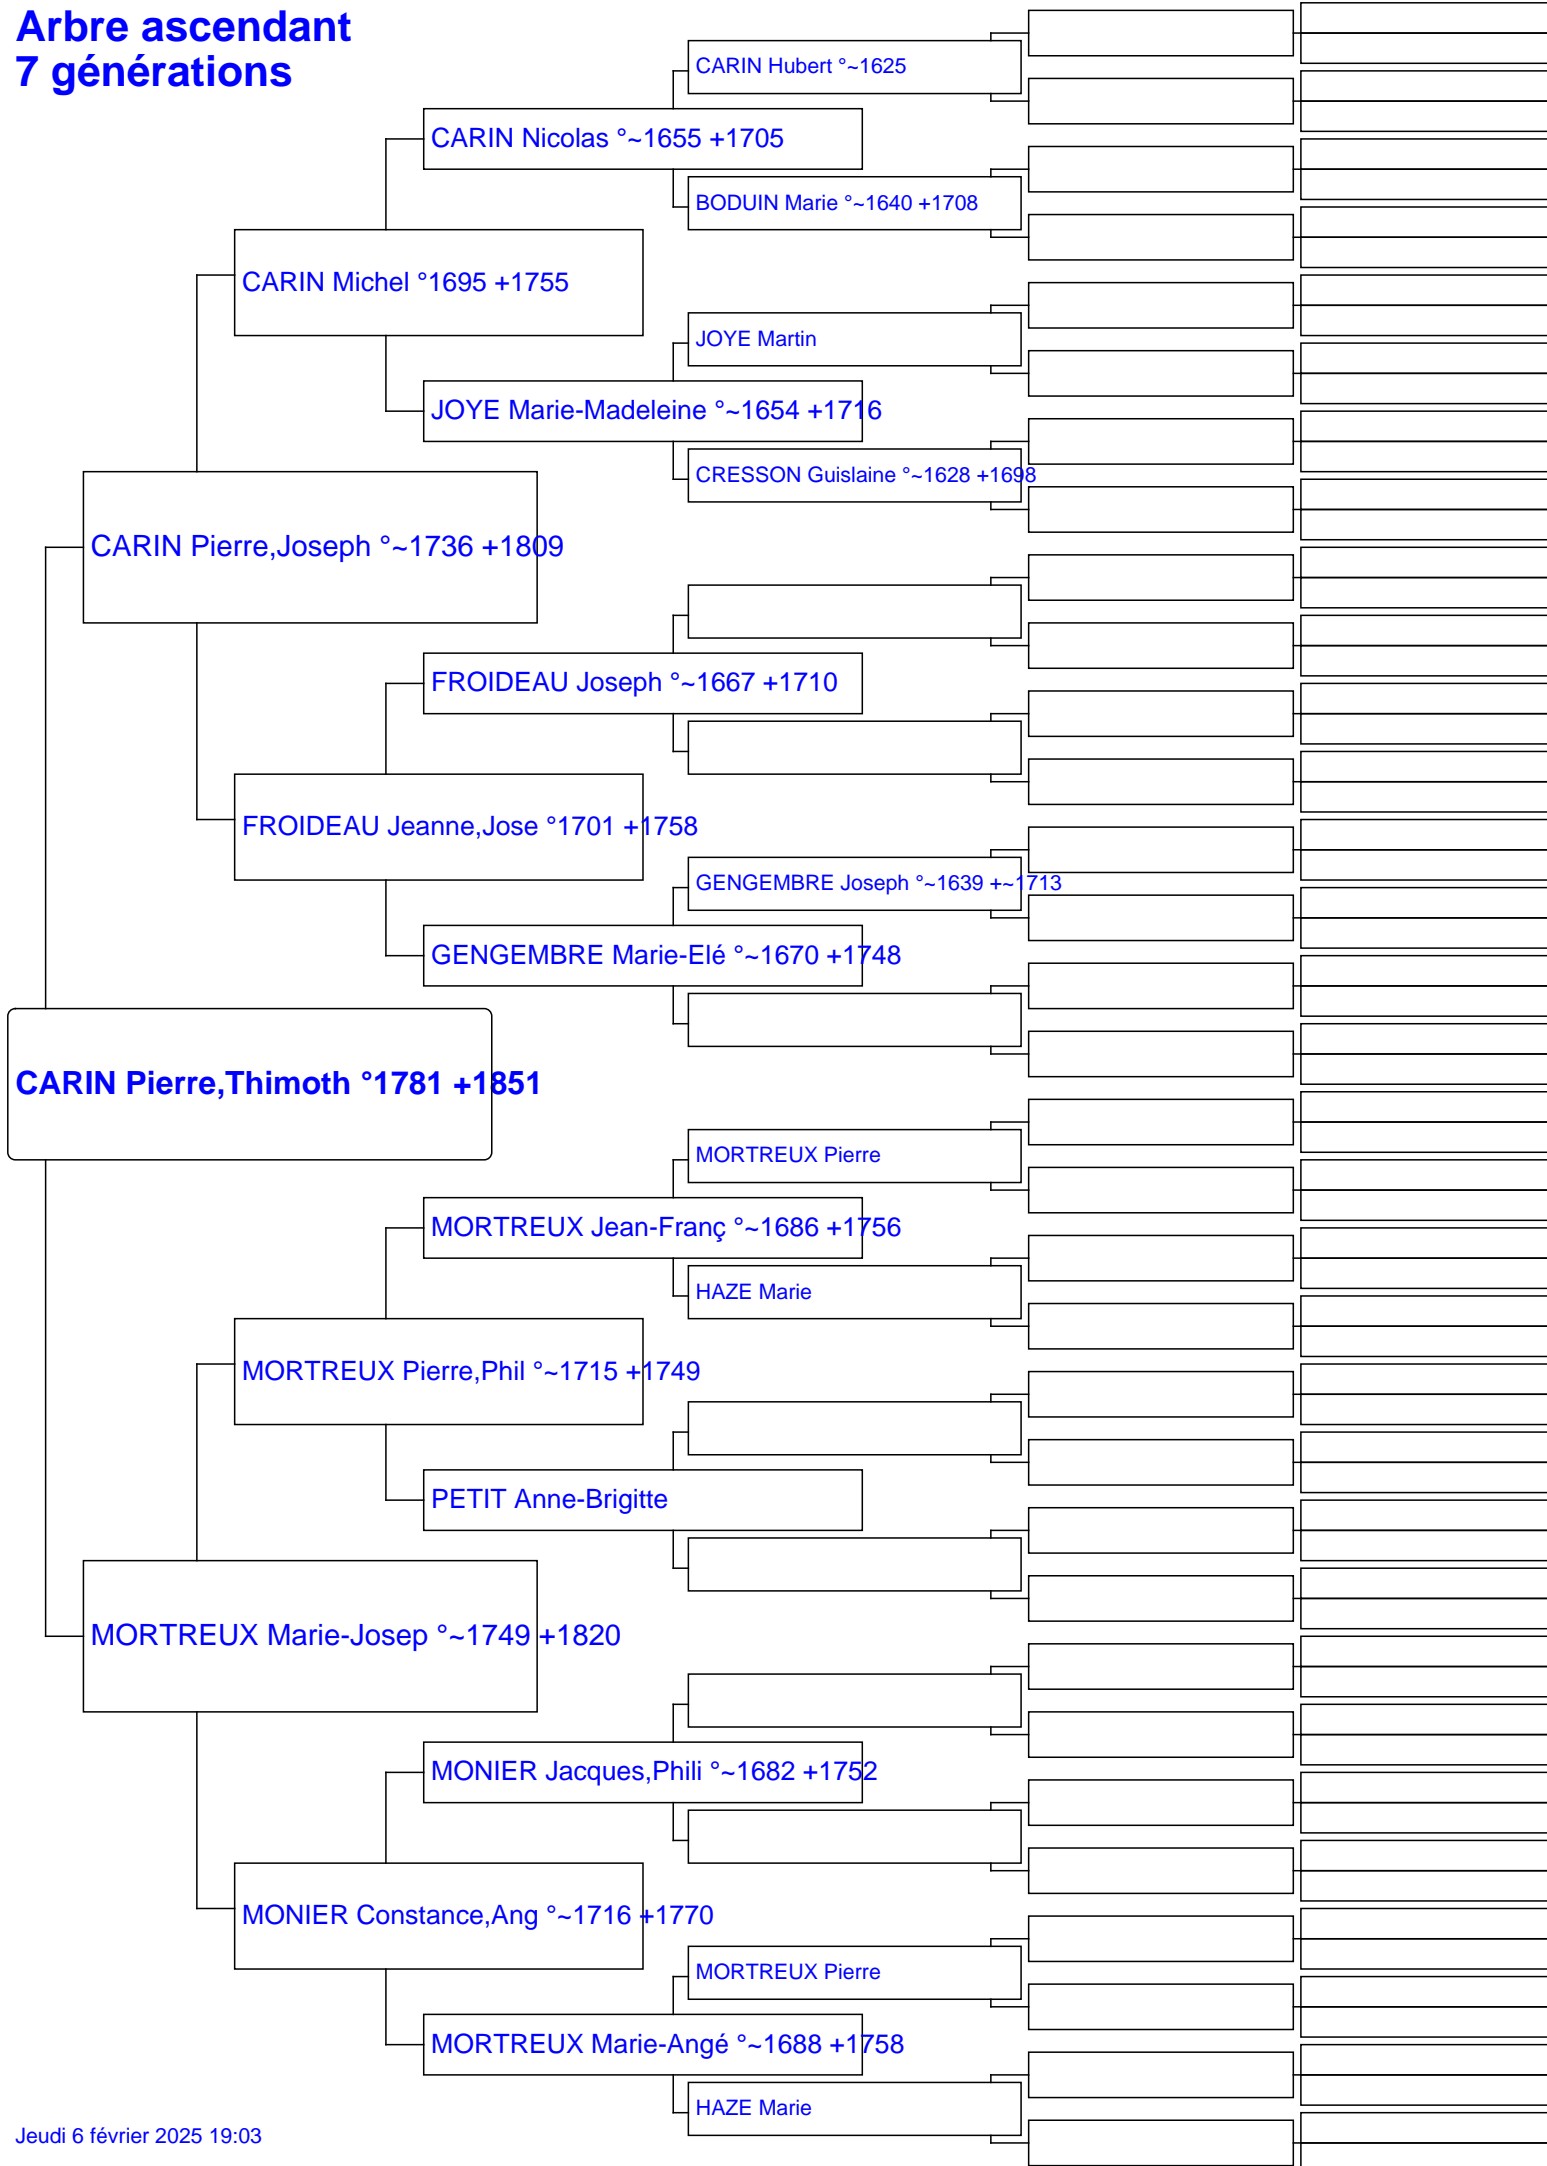 Arbre ascendant
7 générations
CARIN Hubert °~1625
CARIN Nicolas °~1655 +1705
BODUIN Marie °~1640 +1708
CARIN Michel °1695 +1755
JOYE Martin
JOYE Marie-Madeleine °~1654 +1716
CRESSON Guislaine °~1628 +1698
CARIN Pierre,Joseph °~1736 +1809
FROIDEAU Joseph °~1667 +1710
FROIDEAU Jeanne,Jose °1701 +1758
GENGEMBRE Joseph °~1639 +~1713
GENGEMBRE Marie-Elé °~1670 +1748
CARIN Pierre,Thimoth °1781 +1851
MORTREUX Pierre
MORTREUX Jean-Franç °~1686 +1756
HAZE Marie
MORTREUX Pierre,Phil °~1715 +1749
PETIT Anne-Brigitte
MORTREUX Marie-Josep °~1749 +1820
MONIER Jacques,Phili °~1682 +1752
MONIER Constance,Ang °~1716 +1770
MORTREUX Pierre
MORTREUX Marie-Angé °~1688 +1758
HAZE Marie
Jeudi 6 février 2025 19:03